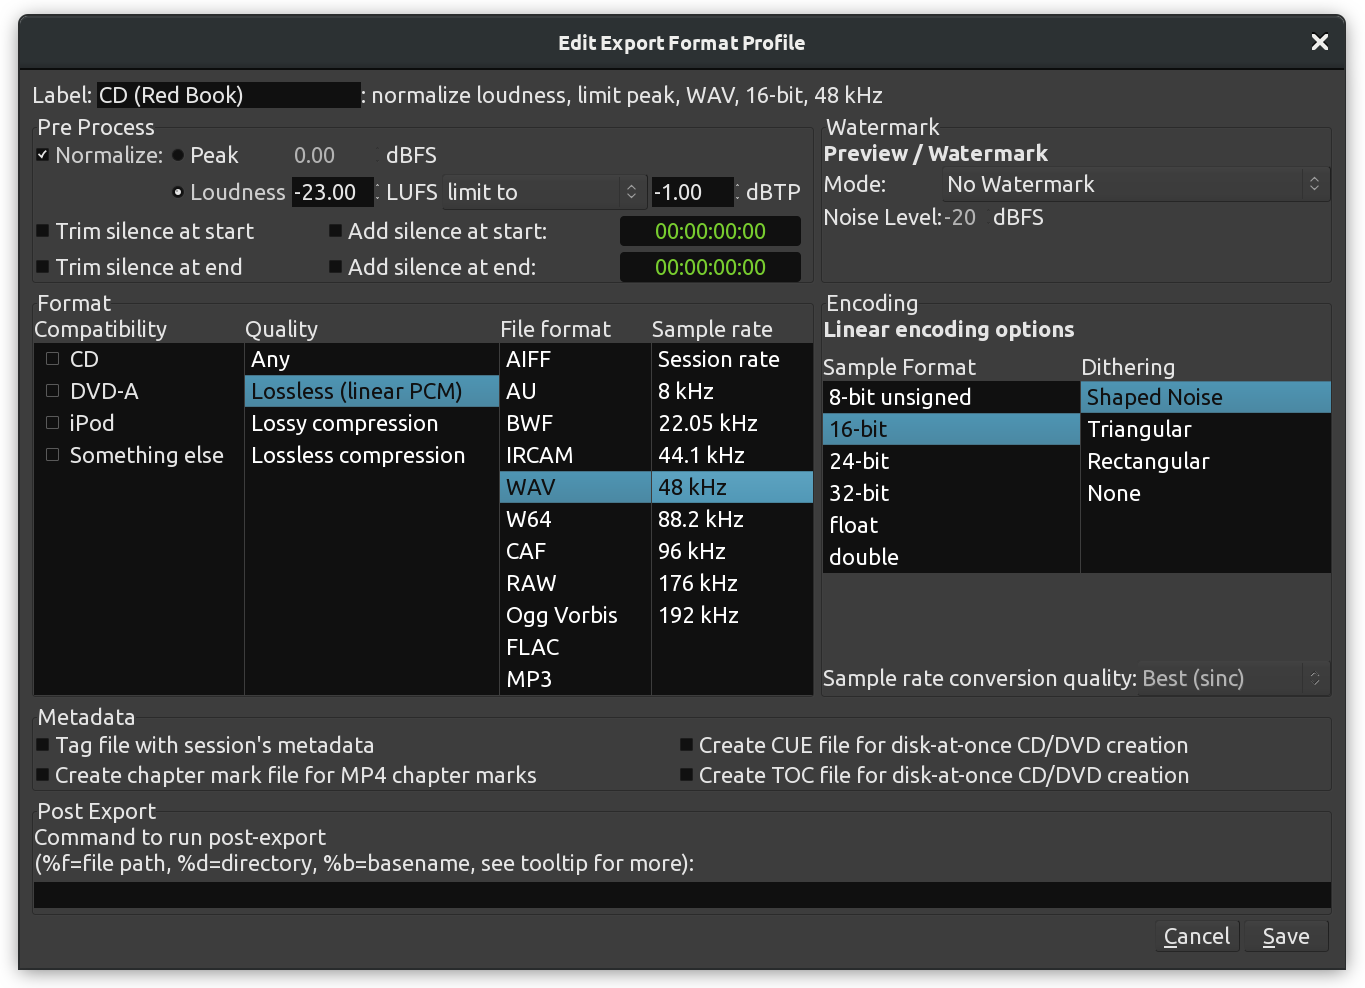 Edit Export Format Profile
Label: CD (Red Book) : normalize loudness, limit peak, WAV, 16-bit, 48 kHz
Pre Process
Normalize: Peak 0.00 dBFS
Loudness -23.00 LUFS limit to -1.00 dBTP
Trim silence at start Add silence at start: 00:00:00:00
Trim silence at end Add silence at end: 00:00:00:00
Watermark
Preview / Watermark
Mode: No Watermark
Noise Level: -20 dBFS
Format
Compatibility
CD
DVD-A
iPod
Something else
Quality
Any
Lossless (linear PCM)
Lossy compression
Lossless compression
File format
AIFF
AU
BWF
IRCAM
WAV
W64
CAF
RAW
Ogg Vorbis
FLAC
MP3
Sample rate
Session rate
8 kHz
22.05 kHz
44.1 kHz
48 kHz
88.2 kHz
96 kHz
176 kHz
192 kHz
Encoding
Linear encoding options
Sample Format
8-bit unsigned
16-bit
24-bit
32-bit
float
double
Dithering
Shaped Noise
Triangular
Rectangular
None
Sample rate conversion quality: Best (sinc)
Metadata
Tag file with session's metadata
Create chapter mark file for MP4 chapter marks
Create CUE file for disk-at-once CD/DVD creation
Create TOC file for disk-at-once CD/DVD creation
Post Export
Command to run post-export
(%f=file path, %d=directory, %b=basename, see tooltip for more):
Cancel Save